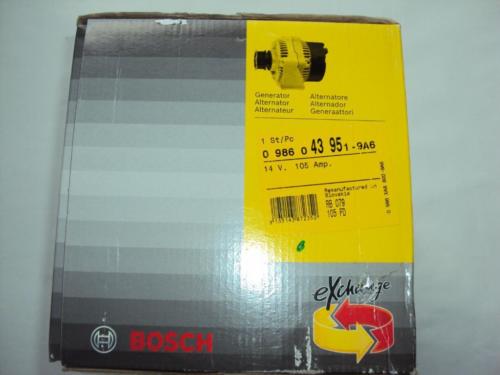 Generator
Alternator
Alternateur
Alternatore
Alternador
Generaattori
1 St/Pc
0 986 0 43 95 1 -9A6
14 V. 105 Amp.
Remanufactured in
Slovakia
RB 079
105 FD
eXchange
BOSCH